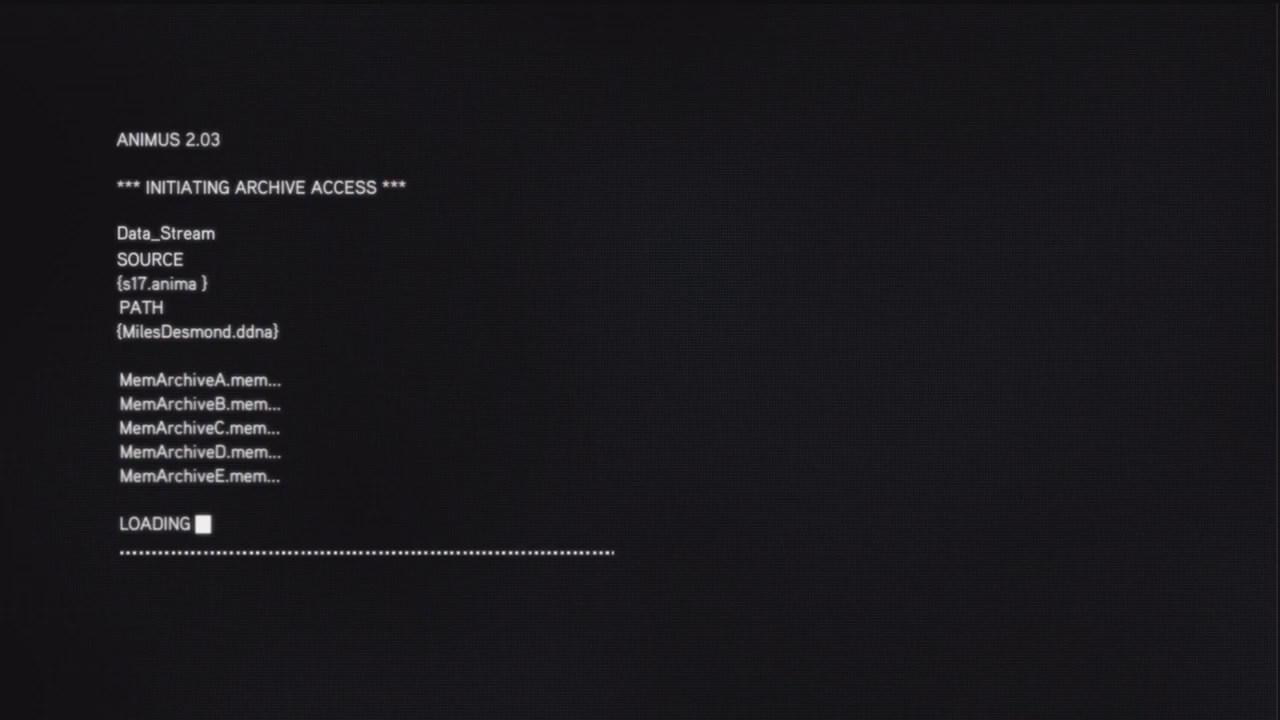 ANIMUS 2.03
*** INITIATING ARCHIVE ACCESS ***
Data_Stream
SOURCE
{s17.anima }
PATH
{MilesDesmond.ddna}
MemArchiveA.mem...
MemArchiveB.mem...
MemArchiveC.mem...
MemArchiveD.mem...
MemArchiveE.mem...
LOADING